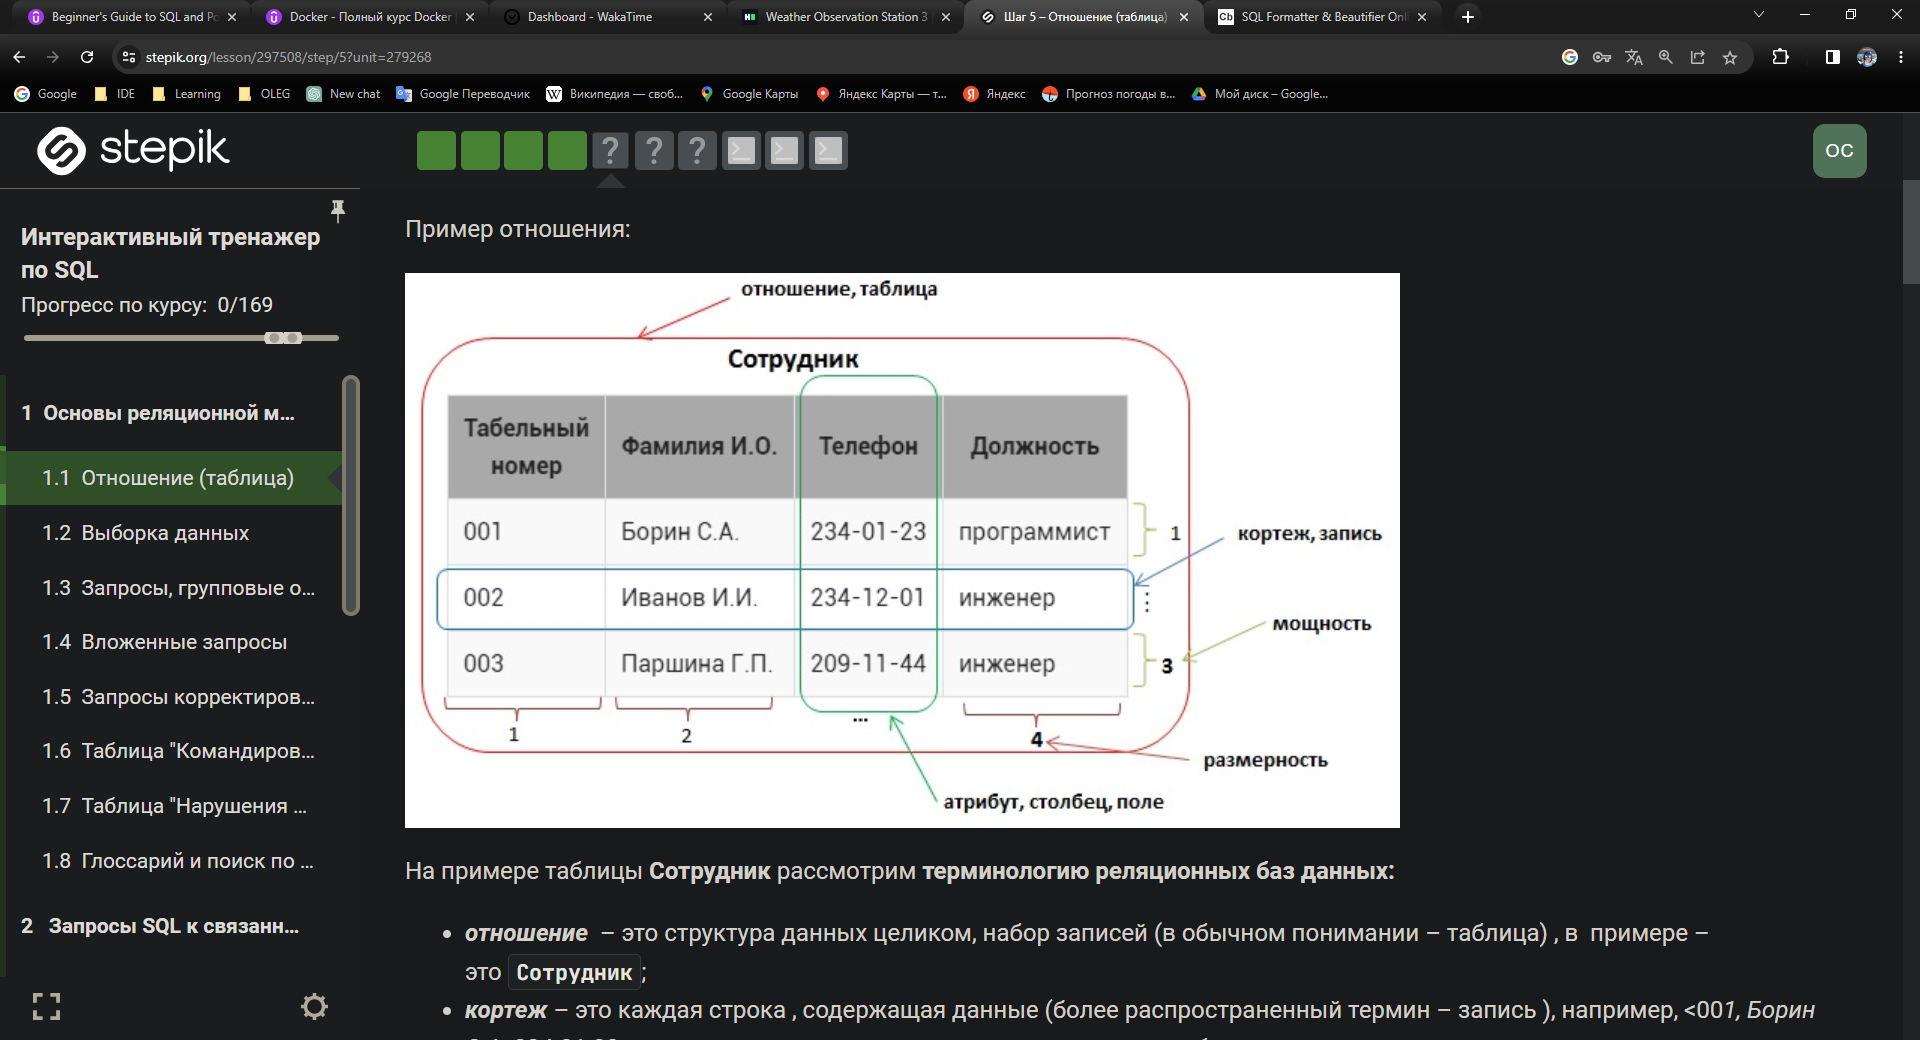 Beginner's Guide to SQL and Po
Docker - Полный курс Docker
Dashboard - WakaTime
Weather Observation Station 3
Шаг 5 – Отношение (таблица)
Cb
SQL Formatter & Beautifier Onli
stepik.org/lesson/297508/step/5?unit=279268
Google
IDE
Learning
OLEG
New chat
Google Переводчик
Википедия — своб...
Google Карты
Яндекс Карты — т...
Яндекс
Прогноз погоды в...
Мой диск – Google...
stepik
? ? ?
OC
Интерактивный тренажер
по SQL
Прогресс по курсу: 0/169
1 Основы реляционной м...
1.1 Отношение (таблица)
1.2 Выборка данных
1.3 Запросы, групповые о...
1.4 Вложенные запросы
1.5 Запросы корректиров...
1.6 Таблица "Командиров...
1.7 Таблица "Нарушения ...
1.8 Глоссарий и поиск по ...
2 Запросы SQL к связанн...
Пример отношения:
отношение, таблица
Сотрудник
Табельный номер
Фамилия И.О.
Телефон
Должность
001 Борин С.А. 234-01-23 программист
1
кортеж, запись
002 Иванов И.И. 234-12-01 инженер
мощность
003 Паршина Г.П. 209-11-44 инженер
3
1 2 ... 4
размерность
атрибут, столбец, поле
На примере таблицы Сотрудник рассмотрим терминологию реляционных баз данных:
• отношение – это структура данных целиком, набор записей (в обычном понимании – таблица) , в примере –
это Сотрудник ;
• кортеж – это каждая строка , содержащая данные (более распространенный термин – запись ), например, <001, Борин